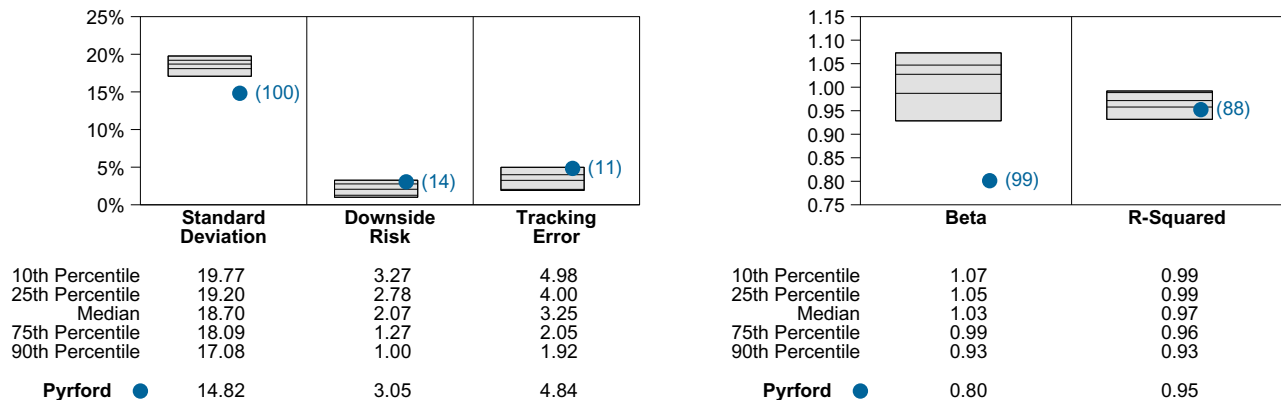 25%
20%
15%
10%
5%
0%
(100)
(14)
(11)
Standard Deviation
Downside Risk
Tracking Error
10th Percentile 19.77 3.27 4.98
25th Percentile 19.20 2.78 4.00
Median 18.70 2.07 3.25
75th Percentile 18.09 1.27 2.05
90th Percentile 17.08 1.00 1.92
Pyrford 14.82 3.05 4.84
1.15
1.10
1.05
1.00
0.95
0.90
0.85
0.80
0.75
(99)
(88)
Beta
R-Squared
10th Percentile 1.07 0.99
25th Percentile 1.05 0.99
Median 1.03 0.97
75th Percentile 0.99 0.96
90th Percentile 0.93 0.93
Pyrford 0.80 0.95